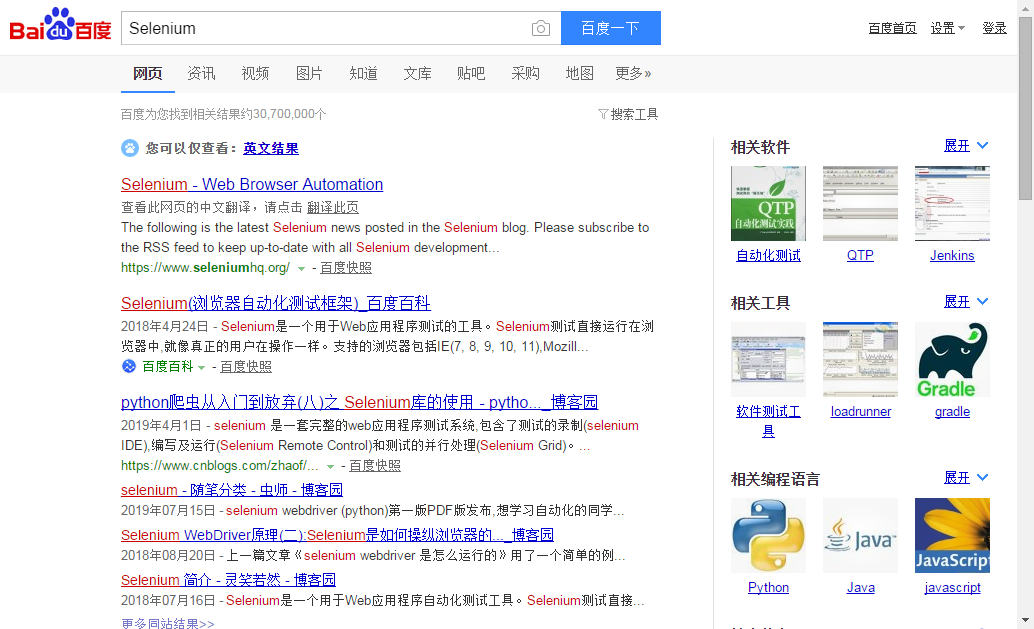 Bai du 百度
Selenium
百度一下
百度首页 设置 登录
网页 资讯 视频 图片 知道 文库 贴吧 采购 地图 更多»
百度为您找到相关结果约30,700,000个
搜索工具
您可以仅查看：英文结果
Selenium - Web Browser Automation
查看此网页的中文翻译，请点击 翻译此页
The following is the latest Selenium news posted in the Selenium blog. Please subscribe to
the RSS feed to keep up-to-date with all Selenium development...
https://www.seleniumhq.org/ - 百度快照
Selenium(浏览器自动化测试框架)_百度百科
2018年4月24日 - Selenium是一个用于Web应用程序测试的工具。Selenium测试直接运行在浏
览器中,就像真正的用户在操作一样。支持的浏览器包括IE(7, 8, 9, 10, 11),Mozill...
百度百科 - 百度快照
python爬虫从入门到放弃(八)之 Selenium库的使用 - pytho..._博客园
2019年4月1日 - selenium 是一套完整的web应用程序测试系统,包含了测试的录制(selenium
IDE),编写及运行(Selenium Remote Control)和测试的并行处理(Selenium Grid)。...
https://www.cnblogs.com/zhaof/... - 百度快照
selenium - 随笔分类 - 虫师 - 博客园
2019年07月15日 - selenium webdriver (python)第一版PDF版发布,想学习自动化的同学...
Selenium WebDriver原理(二):Selenium是如何操纵浏览器的..._博客园
2018年08月20日 - 上一篇文章《selenium webdriver 是怎么运行的》用了一个简单的例...
Selenium 简介 - 灵笑若然 - 博客园
2018年07月16日 - Selenium是一个用于Web应用程序自动化测试工具。Selenium测试直接...
更多同站结果>>
相关软件 展开
QTP
自动化测试实践
自动化测试 QTP Jenkins
相关工具 展开
Gradle
软件测试工
具
loadrunner gradle
相关编程语言 展开
Java
JavaScript
Python Java javascript